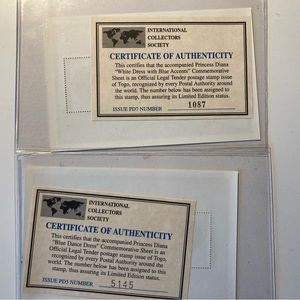 INTERNATIONAL
COLLECTORS
SOCIETY
CERTIFICATE OF AUTHENTICITY
This certifies that the accompanied Princess Diana
"White Dress with Blue Accents" Commemorative
Sheet is an Official Legal Tender postage stamp issue
of Togo, recognized by every Postal Authority around
the world. The number below has been assigned to
this stamp, thus assuring its Limited Edition status.
ISSUE PD7 NUMBER 1087
INTERNATIONAL
COLLECTORS
SOCIETY
CERTIFICATE OF AUTHENTICITY
This certifies that the accompanied Princess Diana
"Blue Dance Dress" Commemorative Sheet is an
Official Legal Tender postage stamp issue of Togo,
recognized by every Postal Authority around the
world. The number below has been assigned to this
stamp, thus assuring its Limited Edition status.
ISSUE PD5 NUMBER 5145